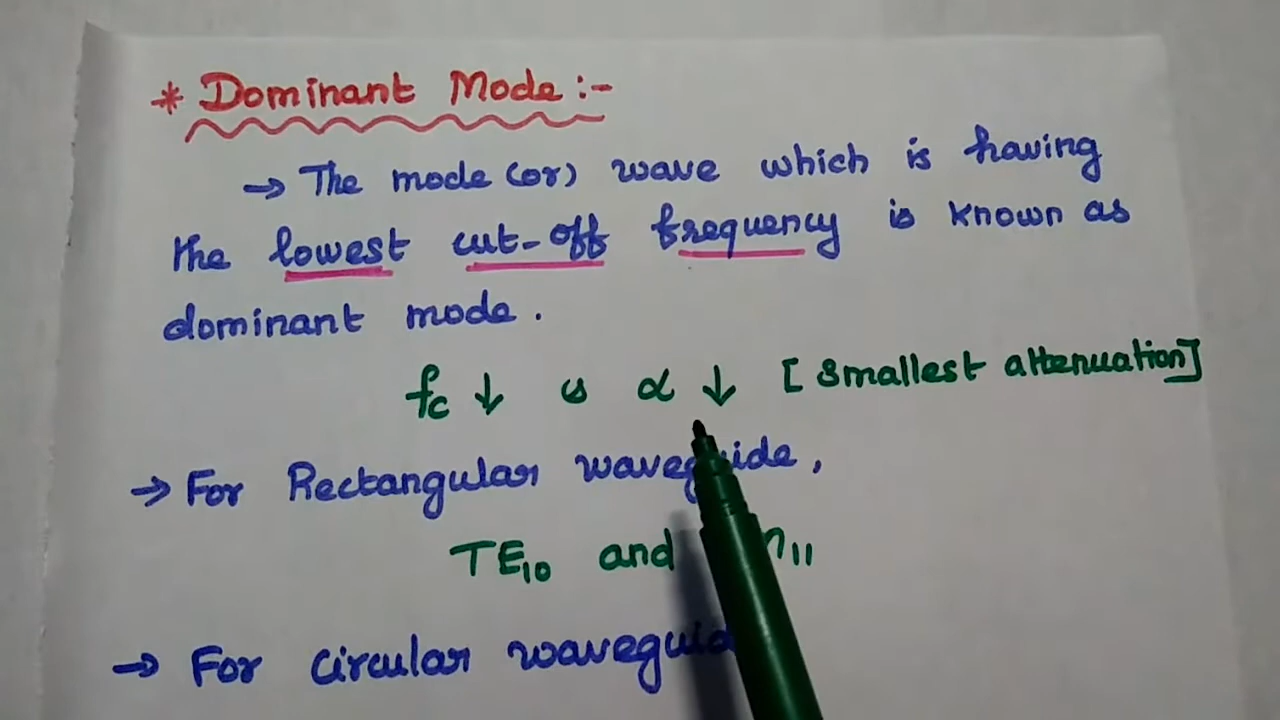 * Dominant Mode :-
→ The mode (or) wave which is having
the lowest cut-off frequency is known as
dominant mode.
fc ↓ α ↓ [smallest attenuation]
→ For Rectangular waveguide,
TE10 and
→ For circular